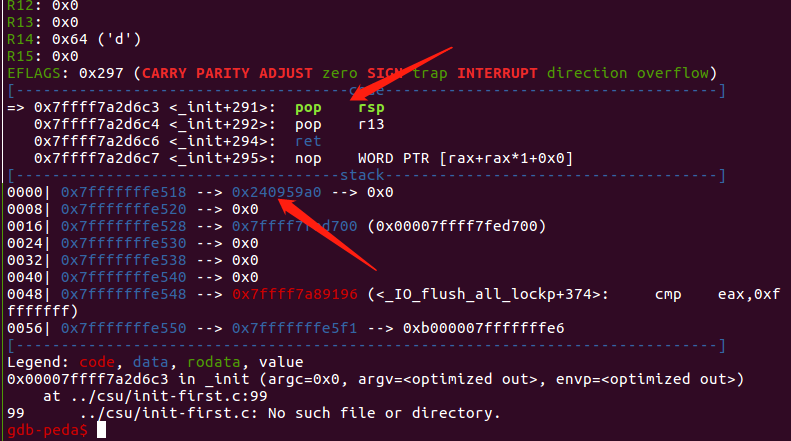 R12: 0x0
R13: 0x0
R14: 0x64 ('d')
R15: 0x0
EFLAGS: 0x297 (CARRY PARITY ADJUST zero SIGN trap INTERRUPT direction overflow)
[-------------------------------------code-------------------------------------]
=> 0x7ffff7a2d6c3 <_init+291>: pop rsp
0x7ffff7a2d6c4 <_init+292>: pop r13
0x7ffff7a2d6c6 <_init+294>: ret
0x7ffff7a2d6c7 <_init+295>: nop WORD PTR [rax+rax*1+0x0]
[------------------------------------stack-------------------------------------]
0000| 0x7fffffffe518 --> 0x240959a0 --> 0x0
0008| 0x7fffffffe520 --> 0x0
0016| 0x7fffffffe528 --> 0x7ffff7fed700 (0x00007ffff7fed700)
0024| 0x7fffffffe530 --> 0x0
0032| 0x7fffffffe538 --> 0x0
0040| 0x7fffffffe540 --> 0x0
0048| 0x7fffffffe548 --> 0x7ffff7a89196 (<_IO_flush_all_lockp+374>: cmp eax,0xf
fffffff)
0056| 0x7fffffffe550 --> 0x7fffffffe5f1 --> 0xb000007fffffffe6
[------------------------------------------------------------------------------]
Legend: code, data, rodata, value
0x00007ffff7a2d6c3 in _init (argc=0x0, argv=<optimized out>, envp=<optimized out>)
at ../csu/init-first.c:99
99 ../csu/init-first.c: No such file or directory.
gdb-peda$